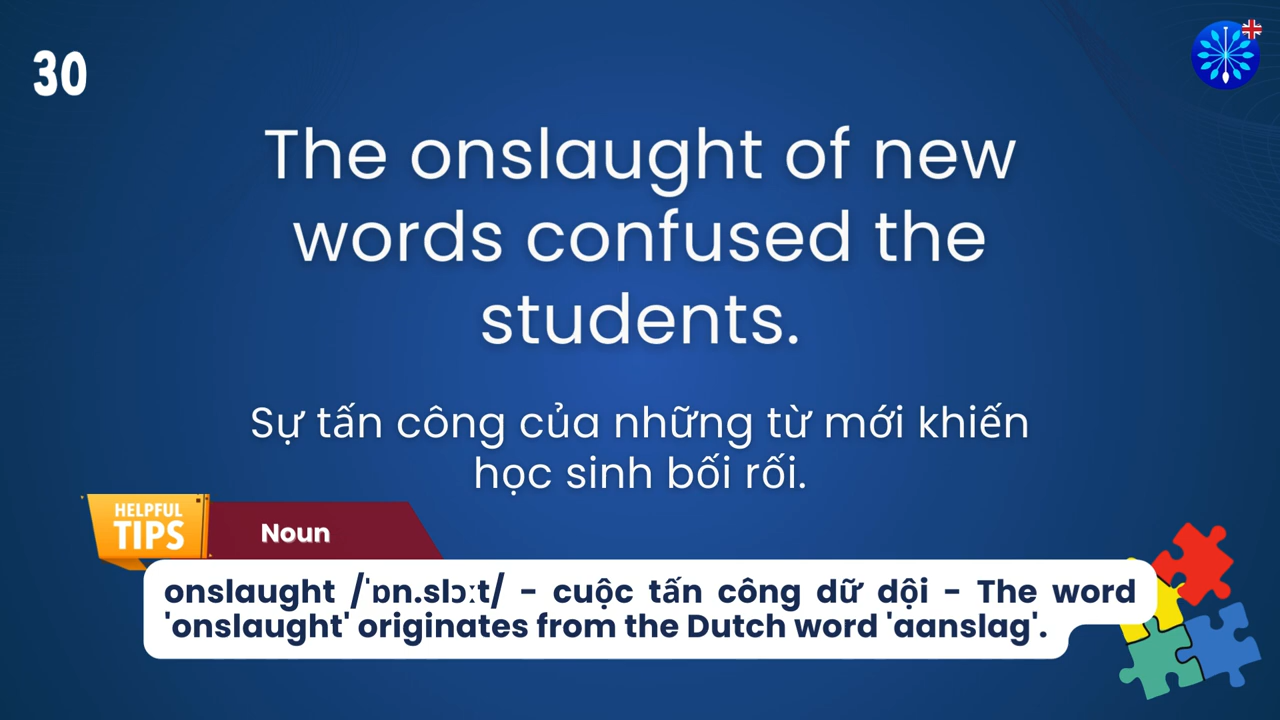 30
The onslaught of new
words confused the
students.
Sự tấn công của những từ mới khiến
học sinh bối rối.
HELPFUL
TIPS
Noun
onslaught /ˈɒn.slɔːt/ - cuộc tấn công dữ dội - The word
'onslaught' originates from the Dutch word 'aanslag'.